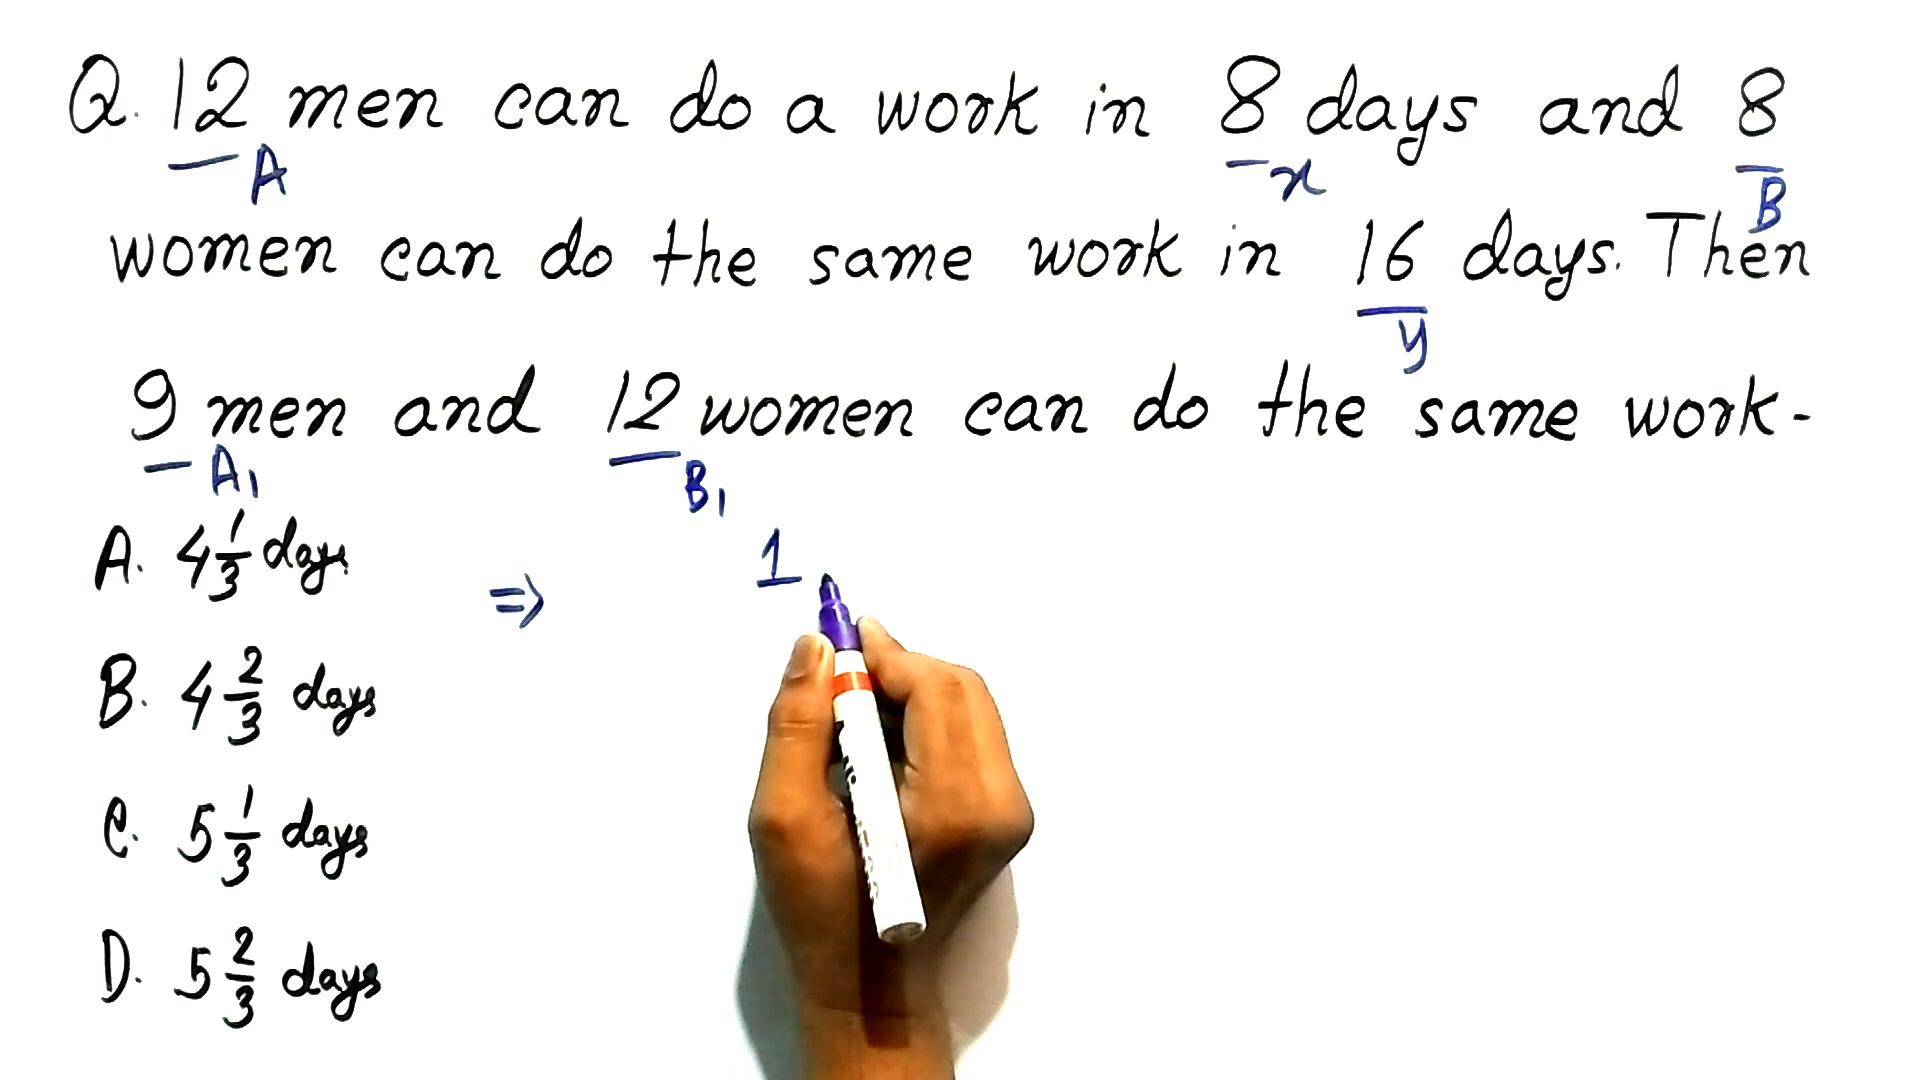 Q. 12 men can do a work in 8 days and 8
A x B
women can do the same work in 16 days. Then
y
9 men and 12 women can do the same work-
A1 B1
A. 4 1/3 days
⇒ 1
B. 4 2/3 days
C. 5 1/3 days
D. 5 2/3 days